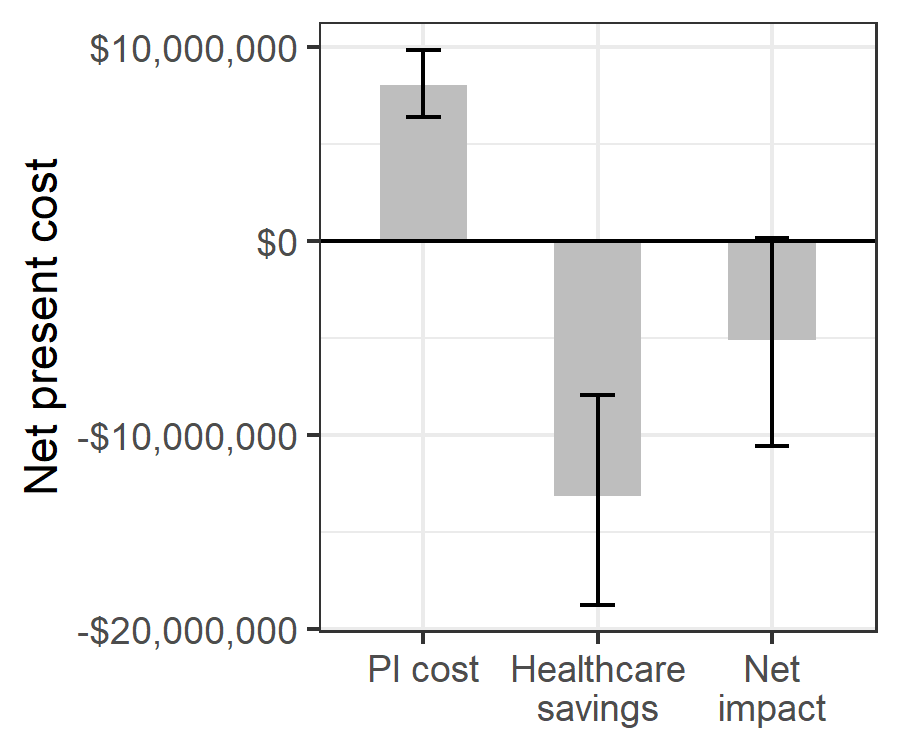 Net present cost
$10,000,000
$0
-$10,000,000
-$20,000,000
PI cost
Healthcare
savings
Net
impact